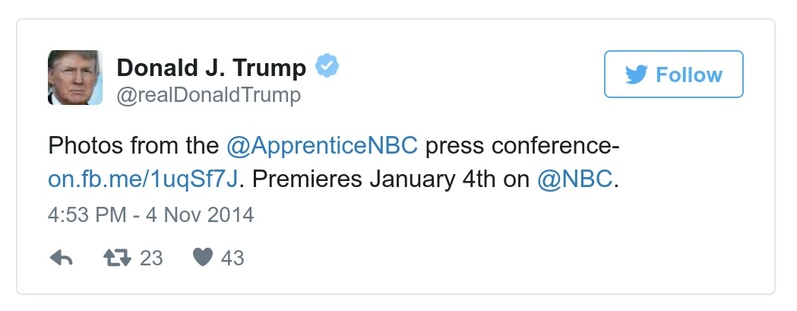 Donald J. Trump
@realDonaldTrump
Follow
Photos from the @ApprenticeNBC press conference-
on.fb.me/1uqSf7J. Premieres January 4th on @NBC.
4:53 PM - 4 Nov 2014
23 43